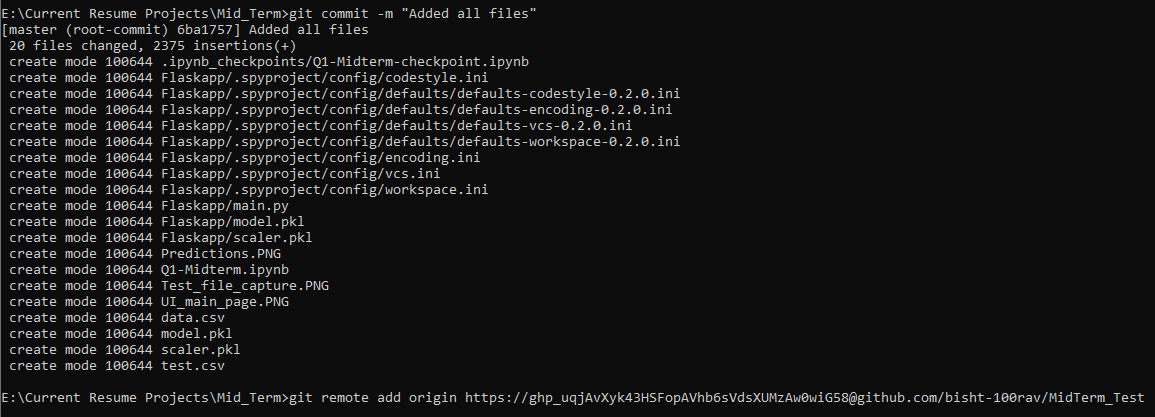 E:\Current Resume Projects\Mid_Term>git commit -m "Added all files"
[master (root-commit) 6ba1757] Added all files
20 files changed, 2375 insertions(+)
create mode 100644 .ipynb_checkpoints/Q1-Midterm-checkpoint.ipynb
create mode 100644 Flaskapp/.spyproject/config/codestyle.ini
create mode 100644 Flaskapp/.spyproject/config/defaults/defaults-codestyle-0.2.0.ini
create mode 100644 Flaskapp/.spyproject/config/defaults/defaults-encoding-0.2.0.ini
create mode 100644 Flaskapp/.spyproject/config/defaults/defaults-vcs-0.2.0.ini
create mode 100644 Flaskapp/.spyproject/config/defaults/defaults-workspace-0.2.0.ini
create mode 100644 Flaskapp/.spyproject/config/encoding.ini
create mode 100644 Flaskapp/.spyproject/config/vcs.ini
create mode 100644 Flaskapp/.spyproject/config/workspace.ini
create mode 100644 Flaskapp/main.py
create mode 100644 Flaskapp/model.pkl
create mode 100644 Flaskapp/scaler.pkl
create mode 100644 Predictions.PNG
create mode 100644 Q1-Midterm.ipynb
create mode 100644 Test_file_capture.PNG
create mode 100644 UI_main_page.PNG
create mode 100644 data.csv
create mode 100644 model.pkl
create mode 100644 scaler.pkl
create mode 100644 test.csv
E:\Current Resume Projects\Mid_Term>git remote add origin https://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@github.com/bisht-100rav/MidTerm_Test